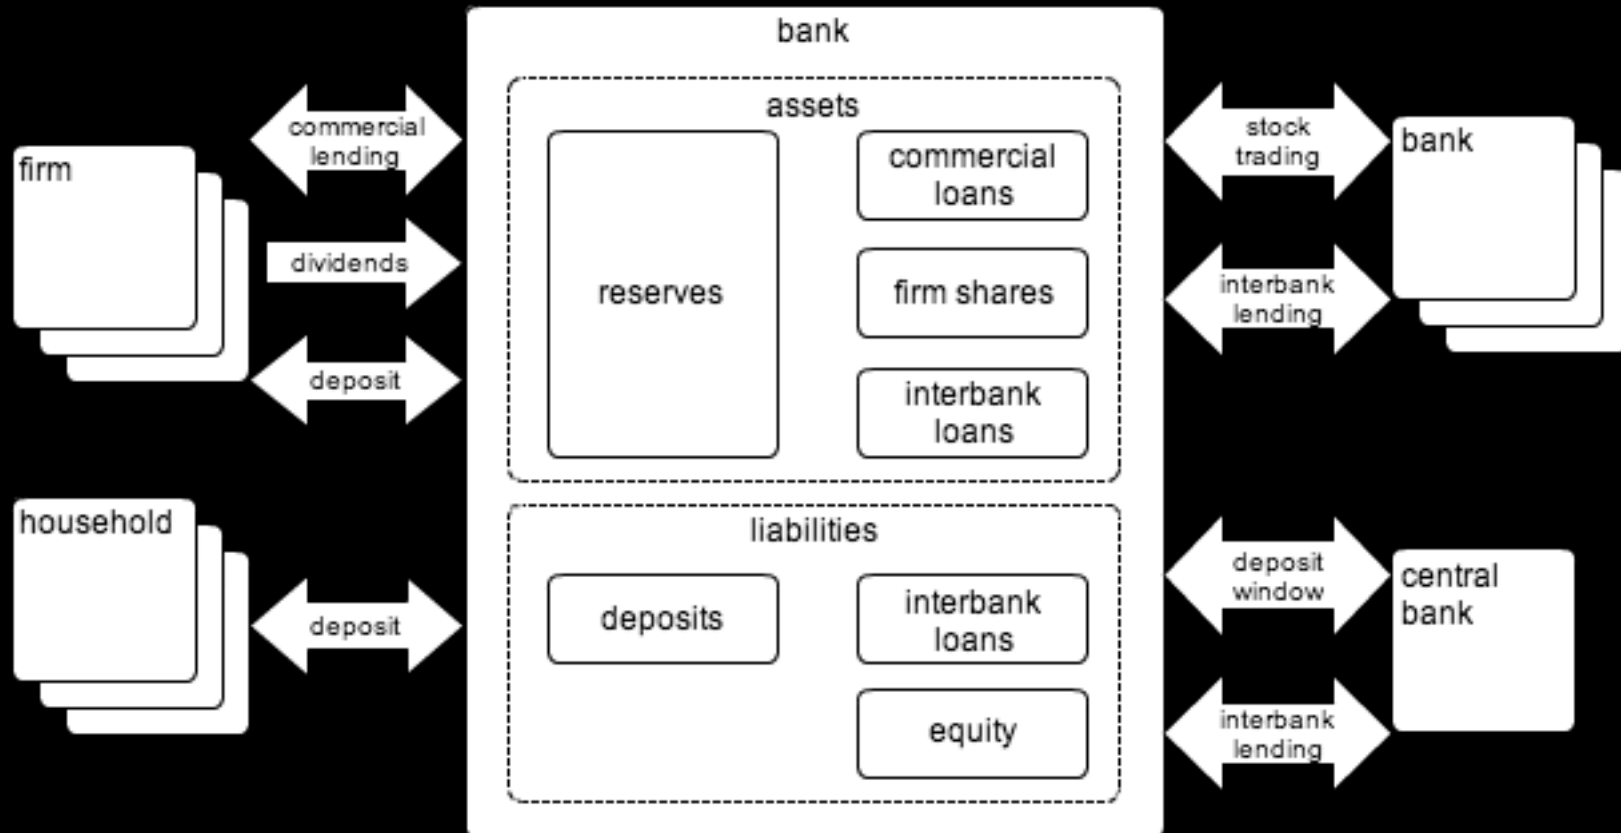 bank
assets
reserves
commercial
loans
firm shares
interbank
loans
liabilities
deposits
interbank
loans
equity
firm
commercial
lending
dividends
deposit
household
deposit
stock
trading
bank
interbank
lending
deposit
window
central
bank
interbank
lending